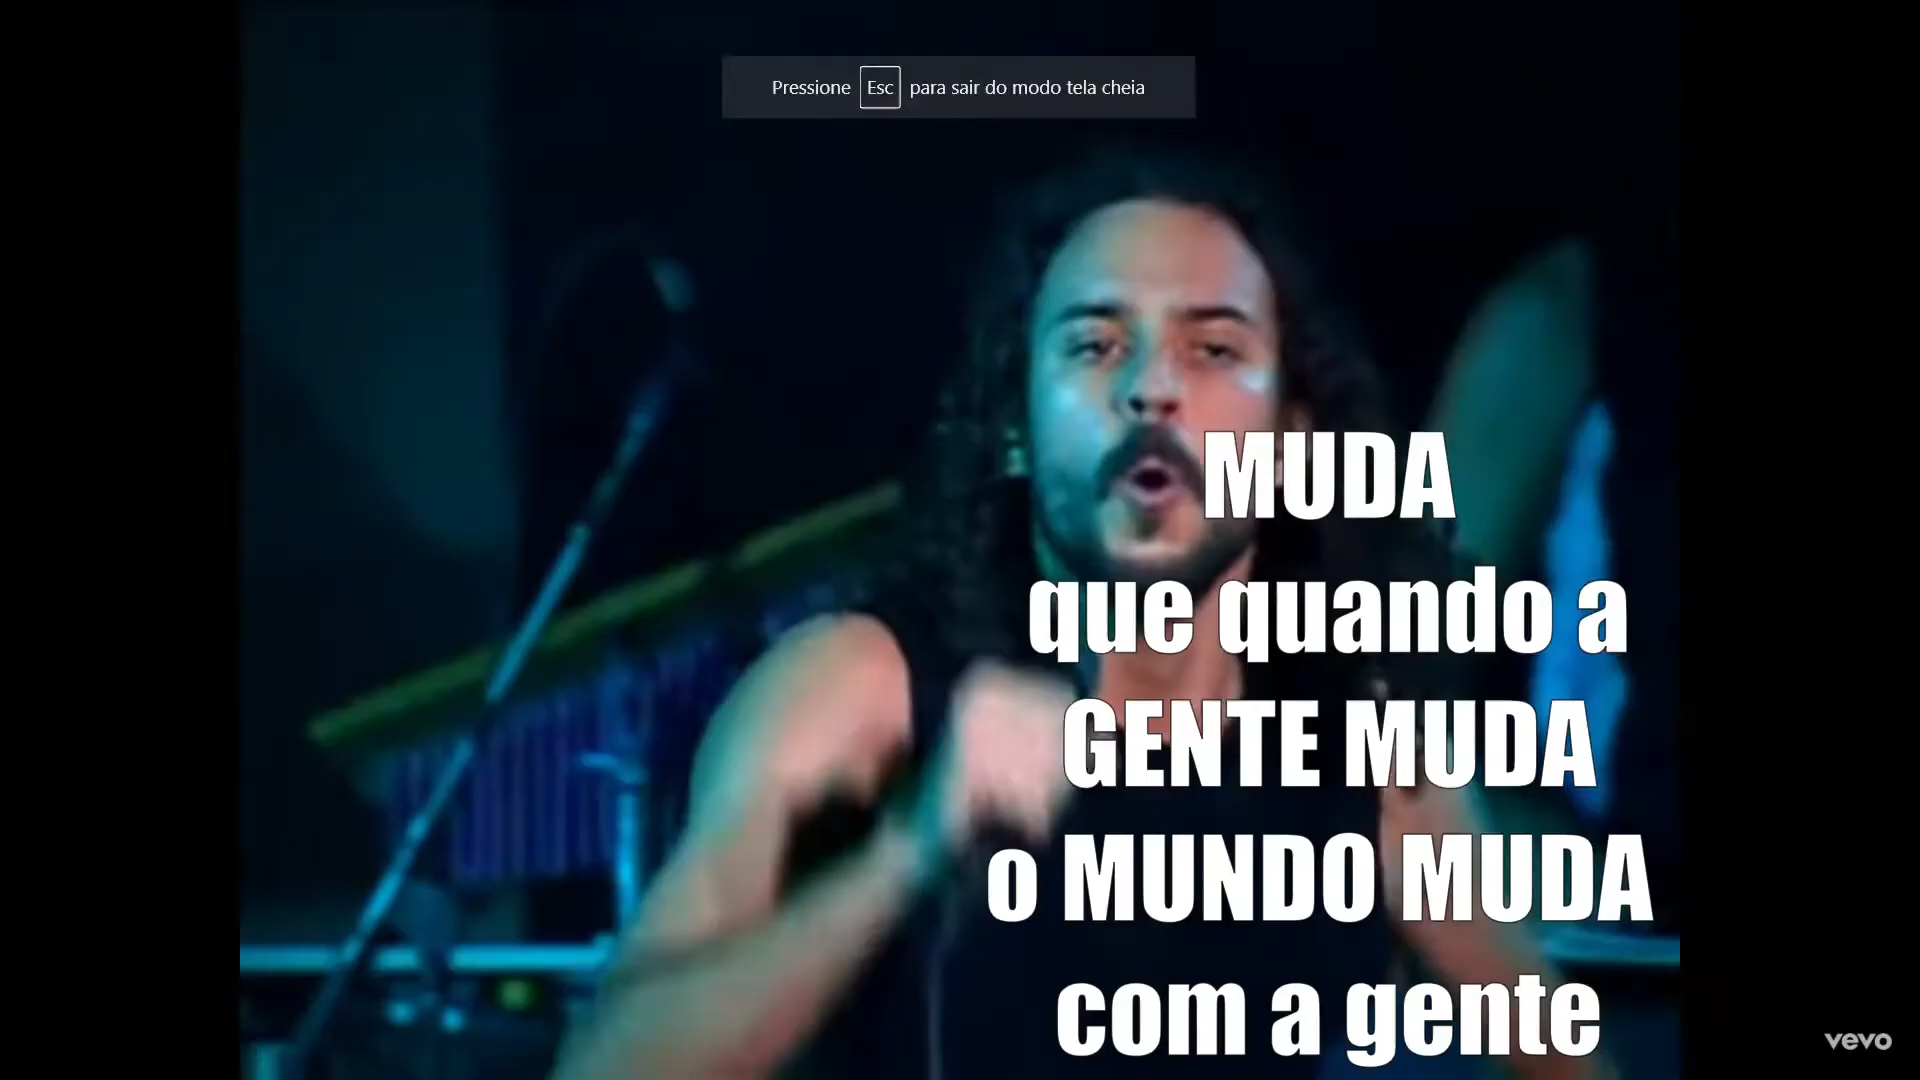 Pressione Esc para sair do modo tela cheia
MUDA
que quando a
GENTE MUDA
o MUNDO MUDA
com a gente
vevo